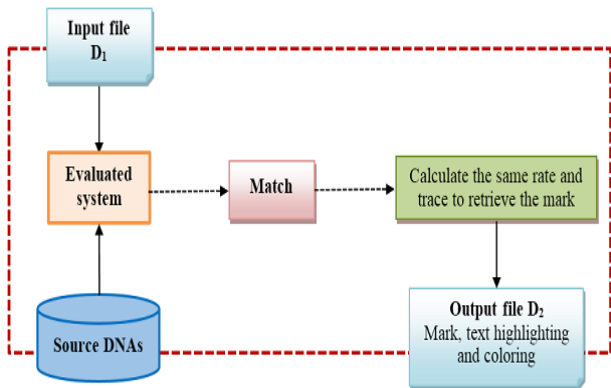 Input file
D1
Evaluated
system
Match
Calculate the same rate and
trace to retrieve the mark
Source DNAs
Output file D2
Mark, text highlighting
and coloring